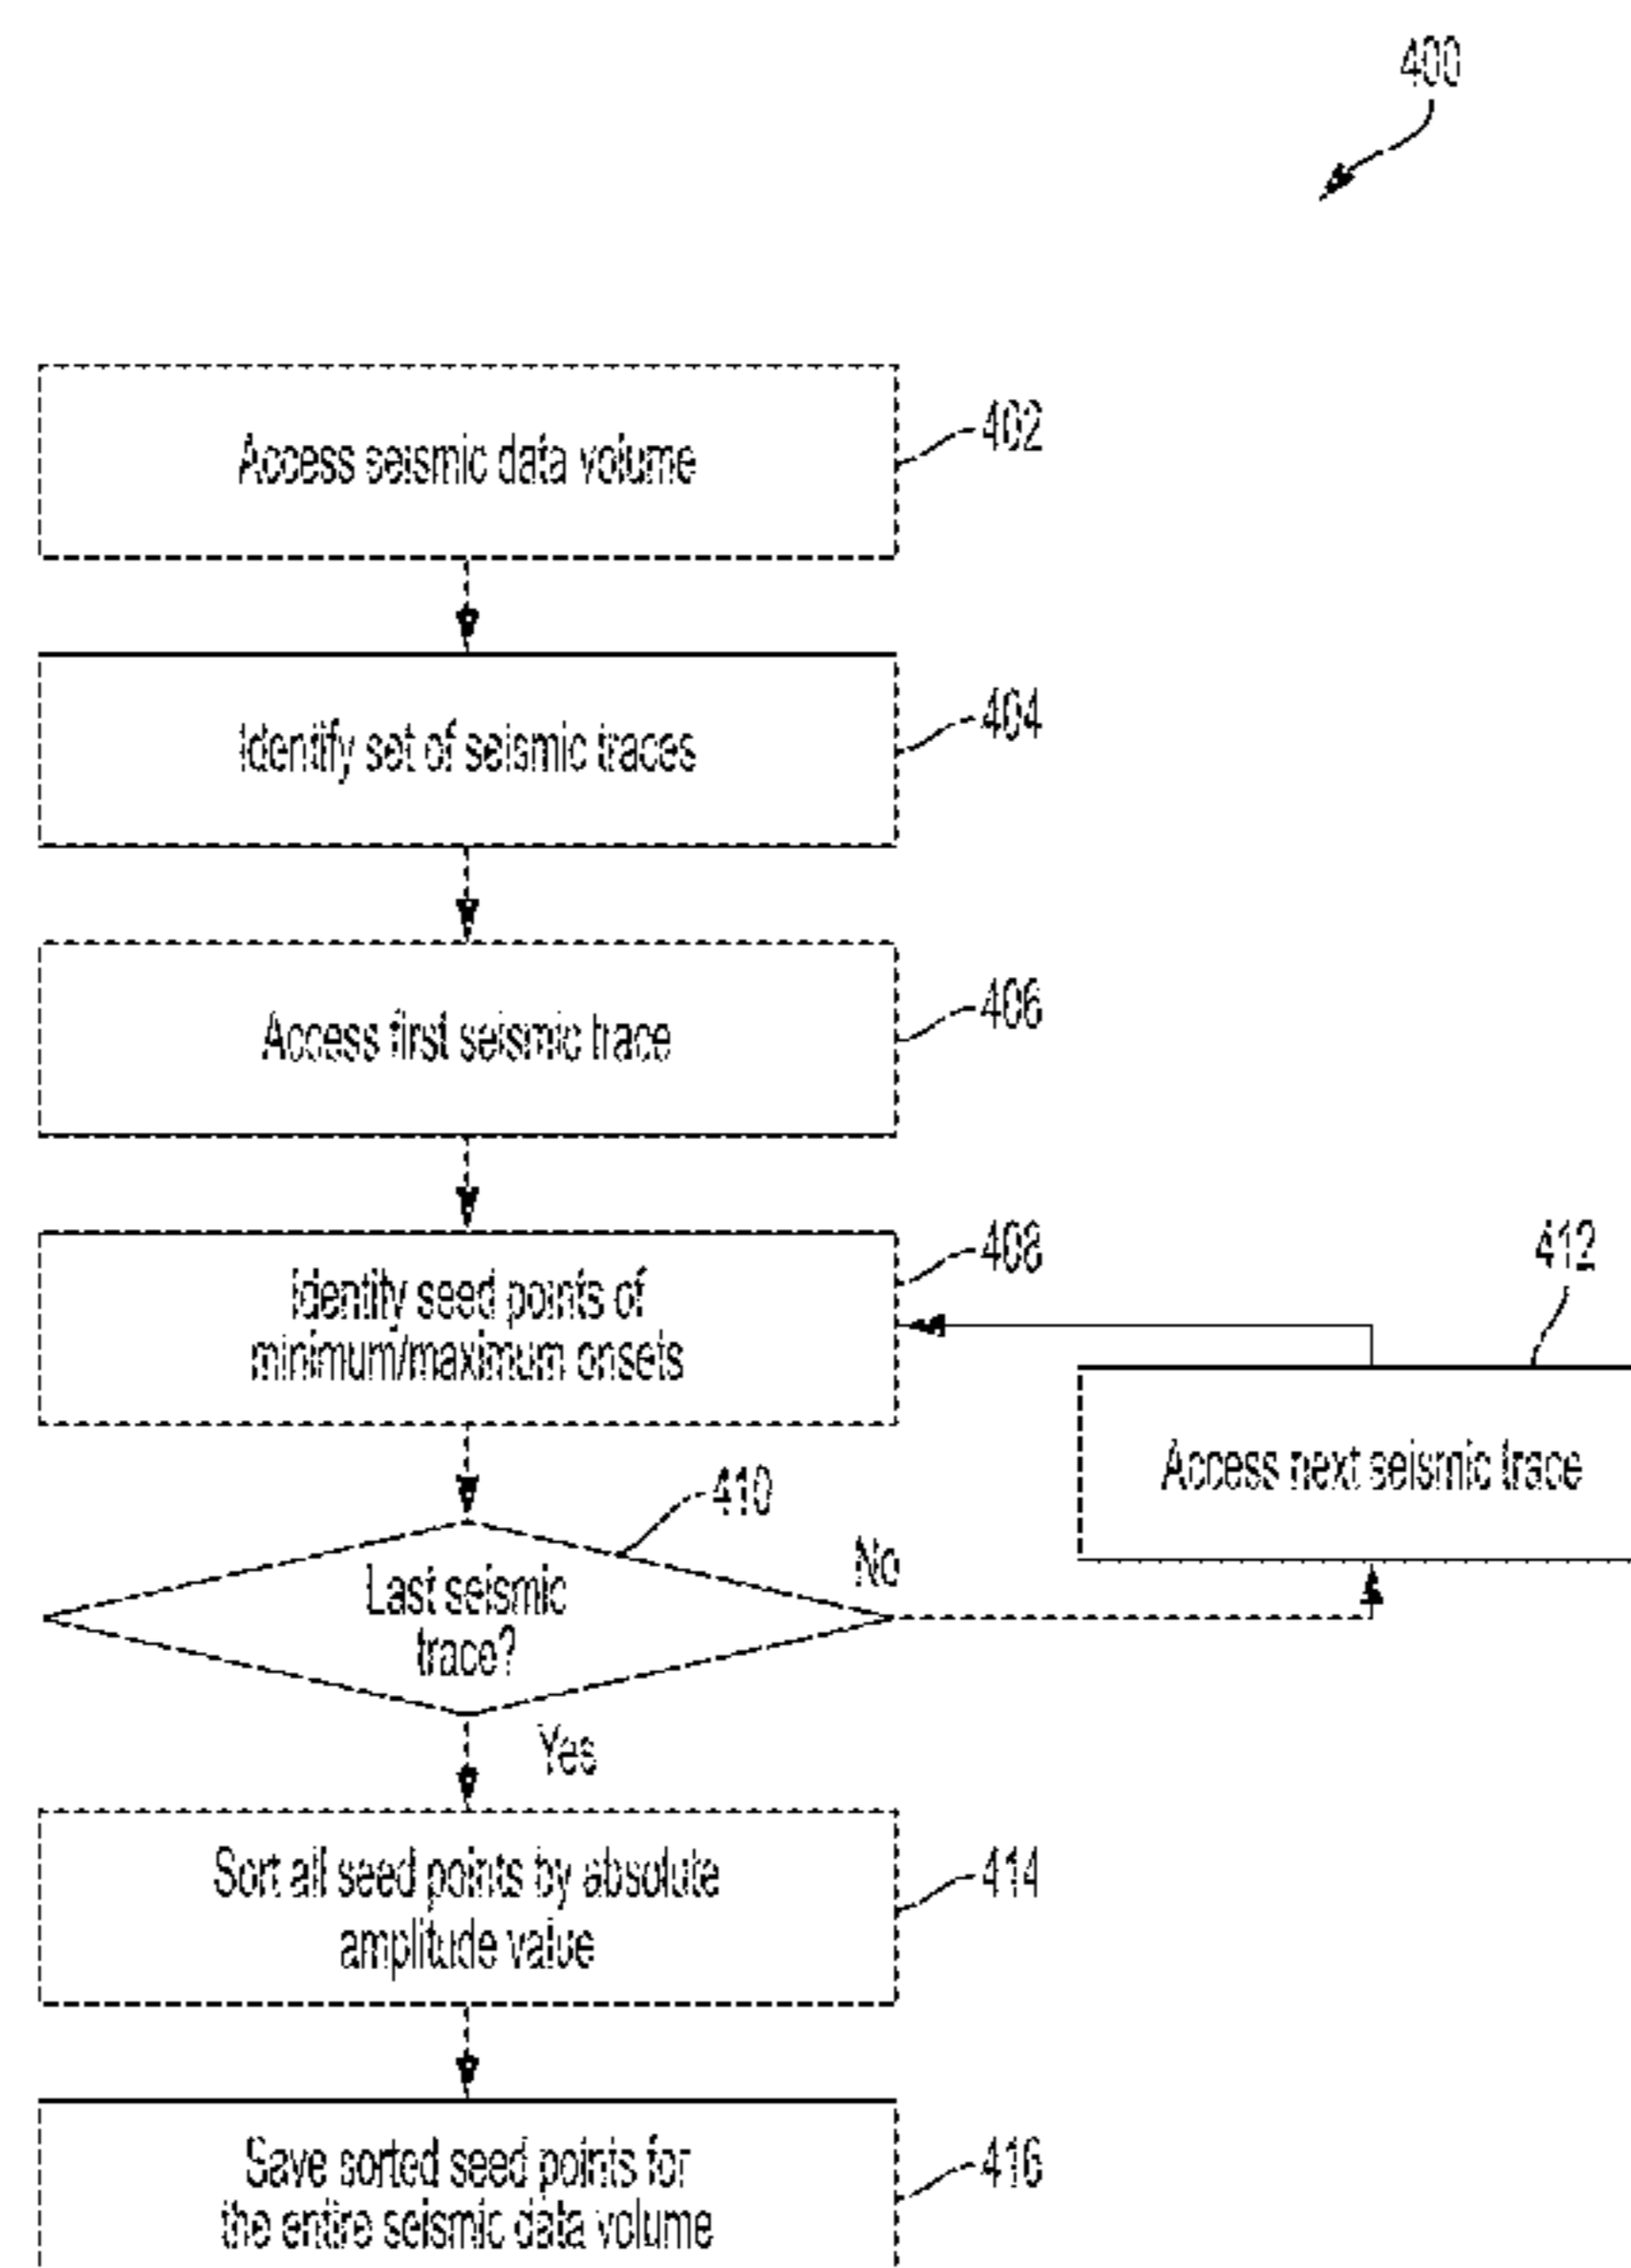 400
Access seismic data volume
402
Identify set of seismic traces
404
Access first seismic trace
406
Identify seed points of
minimum/maximum onsets
408
412
Access next seismic trace
410
Last seismic
trace?
No
Yes
Sort all seed points by absolute
amplitude value
414
Save sorted seed points for
the entire seismic data volume
416